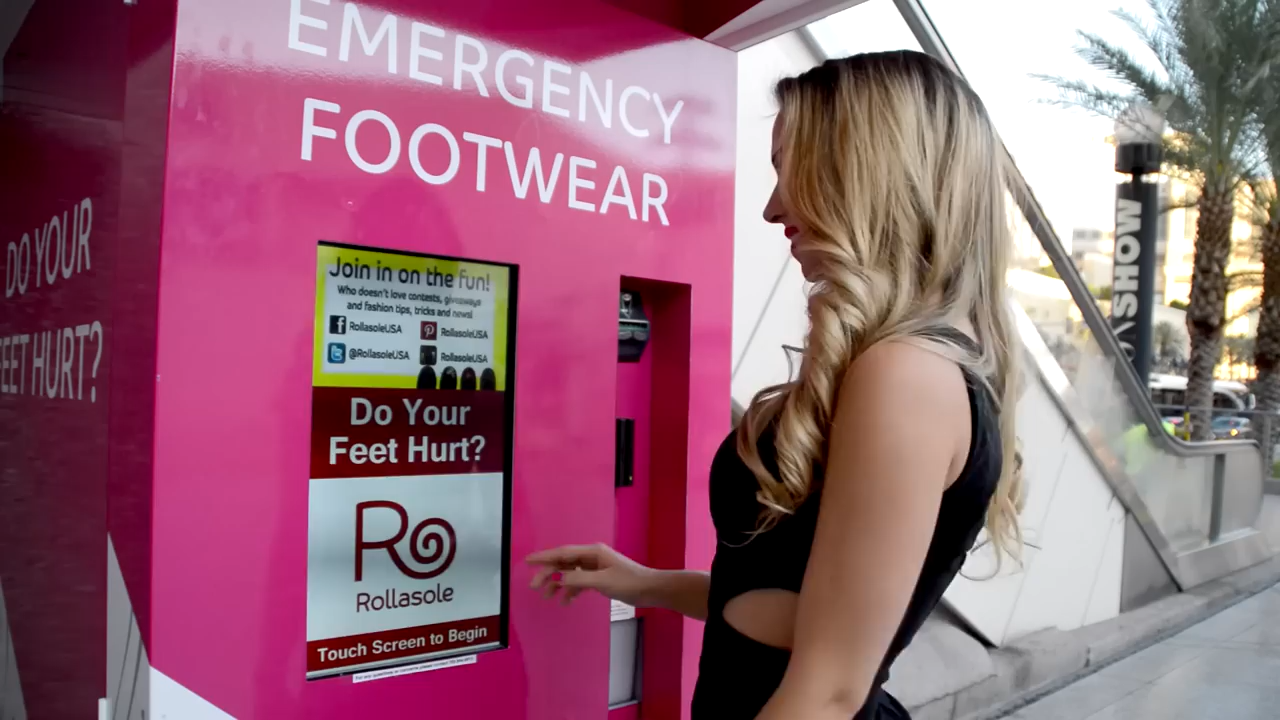 EMERGENCY
FOOTWEAR
DO YOUR
FEET HURT?
Join in on the fun!
Who doesn't love contests, giveaways
and fashion tips, tricks and news!
RollasoleUSA
RollasoleUSA
@RollasoleUSA
RollasoleUSA
Do Your
Feet Hurt?
Ro
Rollasole
Touch Screen to Begin
SHOW